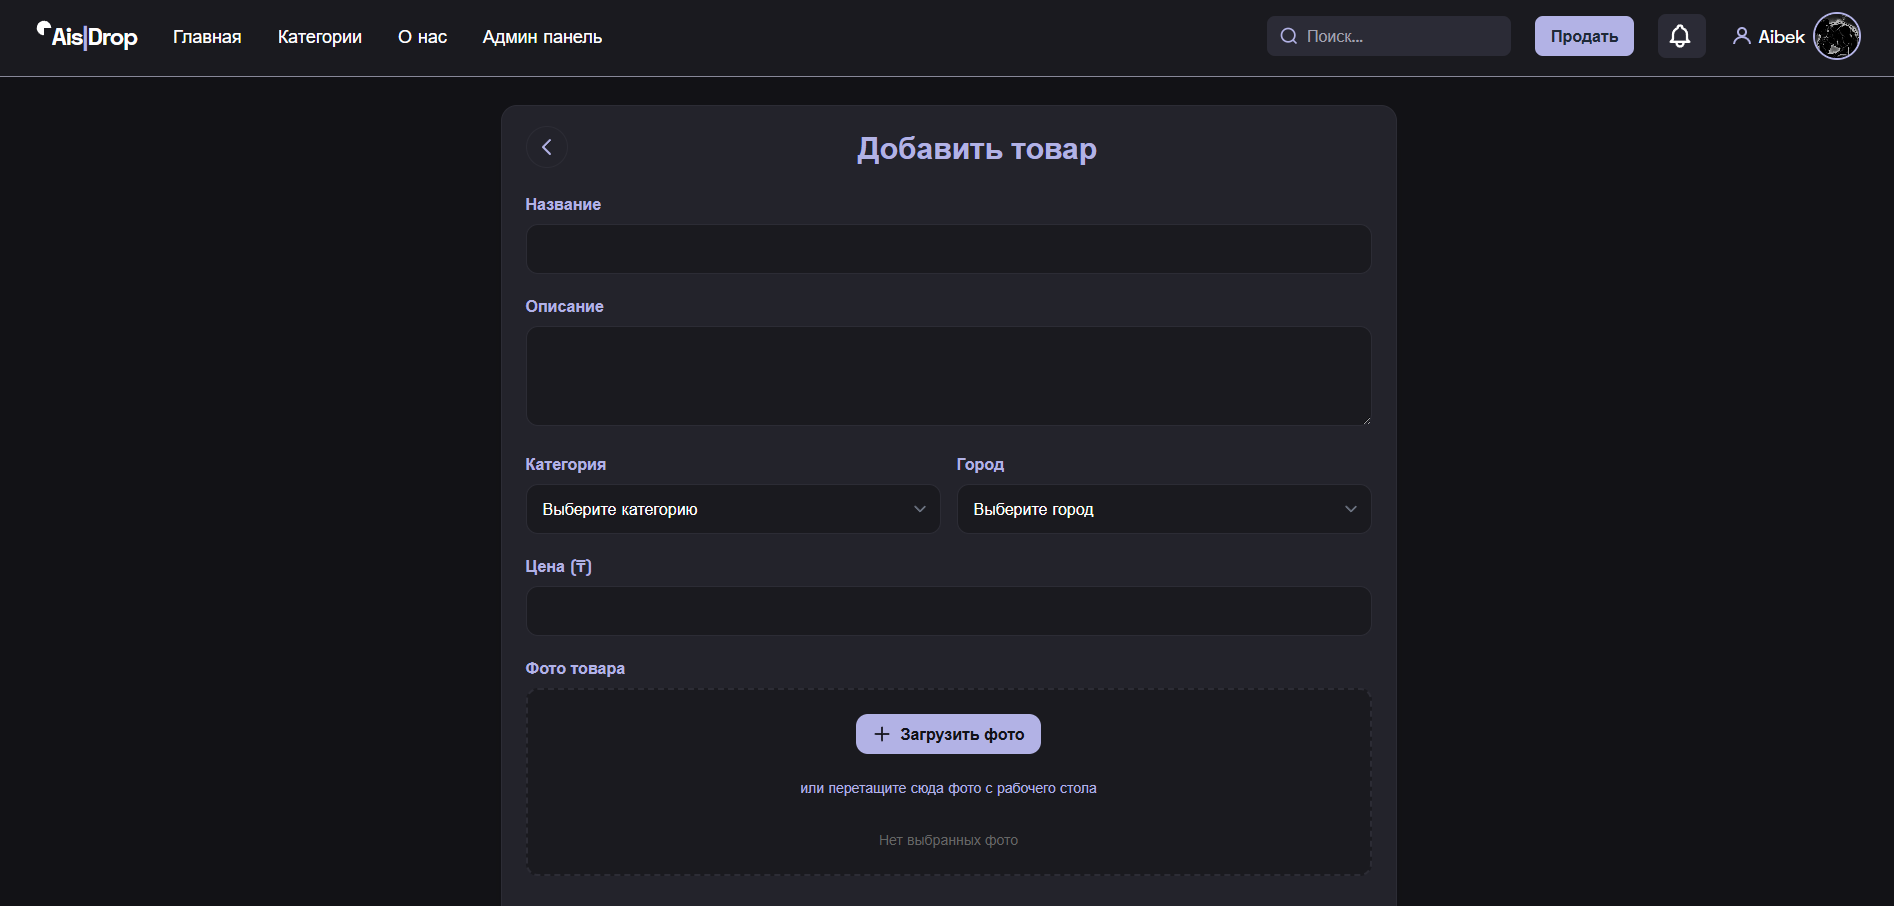 Ais|Drop Главная Категории О нас Админ панель Поиск... Продать Aibek
Добавить товар
Название
Описание
Категория Город
Выберите категорию Выберите город
Цена (₸)
Фото товара
Загрузить фото
или перетащите сюда фото с рабочего стола
Нет выбранных фото